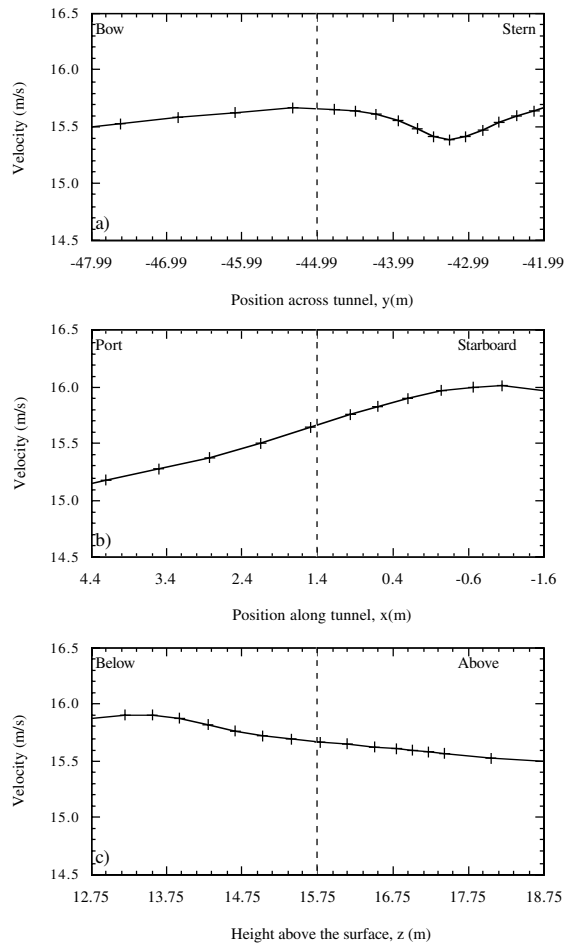 16.5
Bow Stern
16.0
15.5
15.0
a)
14.5
-47.99 -46.99 -45.99 -44.99 -43.99 -42.99 -41.99
Velocity (m/s)
Position across tunnel, y(m)
16.5
Port Starboard
16.0
15.5
15.0
b)
14.5
4.4 3.4 2.4 1.4 0.4 -0.6 -1.6
Velocity (m/s)
Position along tunnel, x(m)
16.5
Below Above
16.0
15.5
15.0
c)
14.5
12.75 13.75 14.75 15.75 16.75 17.75 18.75
Velocity (m/s)
Height above the surface, z (m)